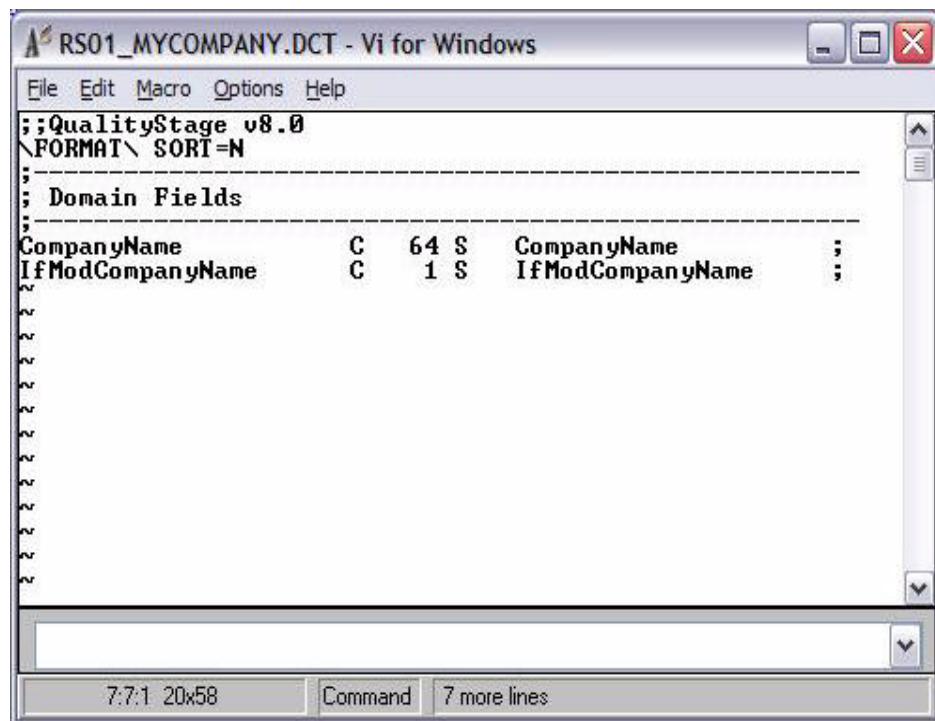 RS01_MYCOMPANY.DCT - Vi for Windows
File Edit Macro Options Help
;;QualityStage v8.0
\FORMAT\ SORT=N
;-------------------------------------------------------
; Domain Fields
;-------------------------------------------------------
CompanyName C 64 S CompanyName ;
IfModCompanyName C 1 S IfModCompanyName ;
~
~
~
~
~
~
~
~
~
~
~
~
~
7:7:1 20x58 Command 7 more lines